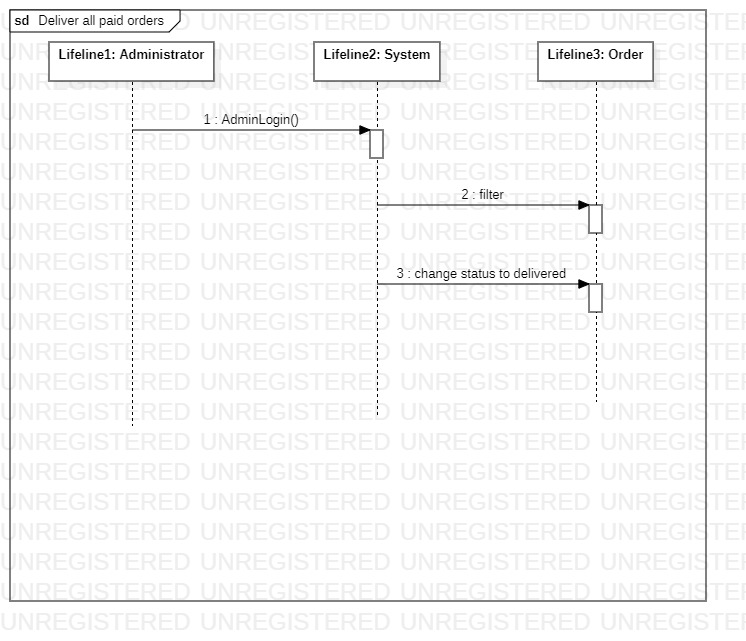 sd Deliver all paid orders
Lifeline1: Administrator
Lifeline2: System
Lifeline3: Order
1 : AdminLogin()
2 : filter
3 : change status to delivered
UNREGISTERED UNREGISTERED UNREGISTERED UNREGISTERED